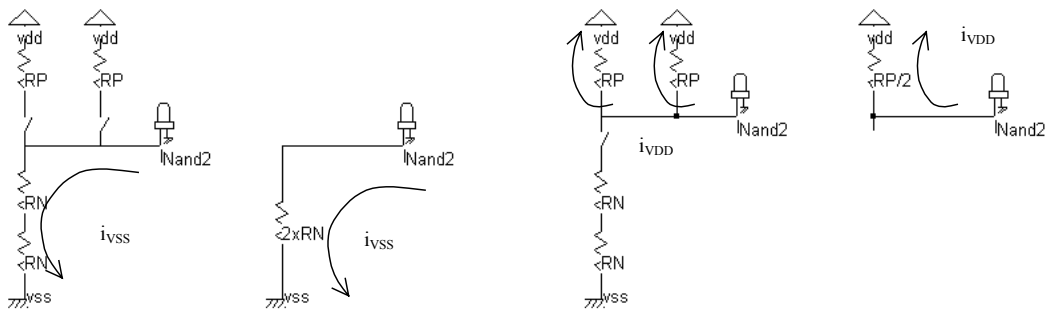 vdd
vdd
RP
RP
Nand2
RN
RN
iVSS
vss
Nand2
2xRN
iVSS
vss
vdd
vdd
RP
RP
Nand2
iVDD
RN
RN
vss
vdd
iVDD
RP/2
Nand2